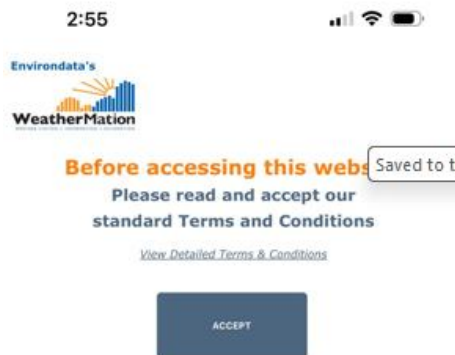 2:55
Environdata's
WeatherMation
Before accessing this webs
Saved to t
Please read and accept our
standard Terms and Conditions
View Detailed Terms & Conditions
ACCEPT